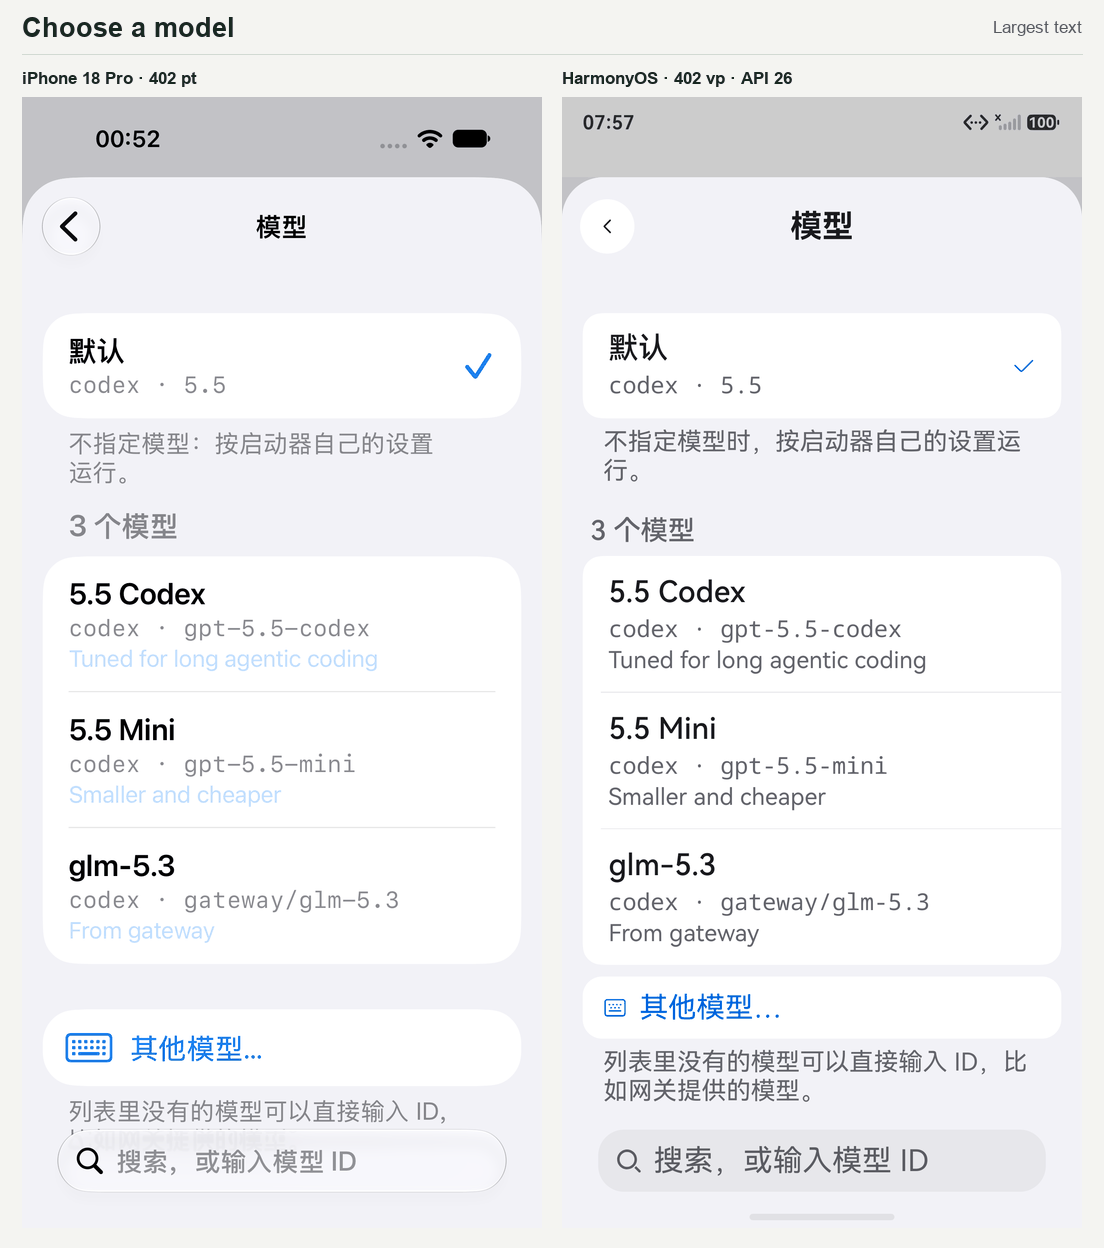 Choose a model
Largest text
iPhone 18 Pro · 402 pt
00:52
模型
默认
codex · 5.5
不指定模型：按启动器自己的设置
运行。
3 个模型
5.5 Codex
codex · gpt-5.5-codex
Tuned for long agentic coding
5.5 Mini
codex · gpt-5.5-mini
Smaller and cheaper
glm-5.3
codex · gateway/glm-5.3
From gateway
其他模型...
列表里没有的模型可以直接输入 ID，
搜索，或输入模型 ID
HarmonyOS · 402 vp · API 26
07:57
100
模型
默认
codex · 5.5
不指定模型时，按启动器自己的设置运
行。
3 个模型
5.5 Codex
codex · gpt-5.5-codex
Tuned for long agentic coding
5.5 Mini
codex · gpt-5.5-mini
Smaller and cheaper
glm-5.3
codex · gateway/glm-5.3
From gateway
其他模型...
列表里没有的模型可以直接输入 ID，比
如网关提供的模型。
搜索，或输入模型 ID